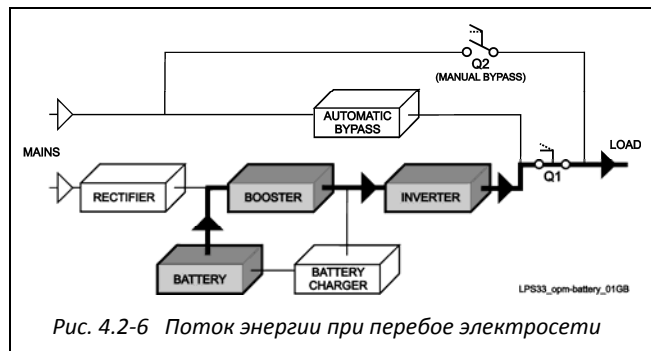 Q2
(MANUAL BYPASS)
AUTOMATIC
BYPASS
MAINS
LOAD
Q1
RECTIFIER
BOOSTER
INVERTER
BATTERY
BATTERY
CHARGER
LPS33_opm-battery_01GB
Рис. 4.2-6 Поток энергии при перебое электросети